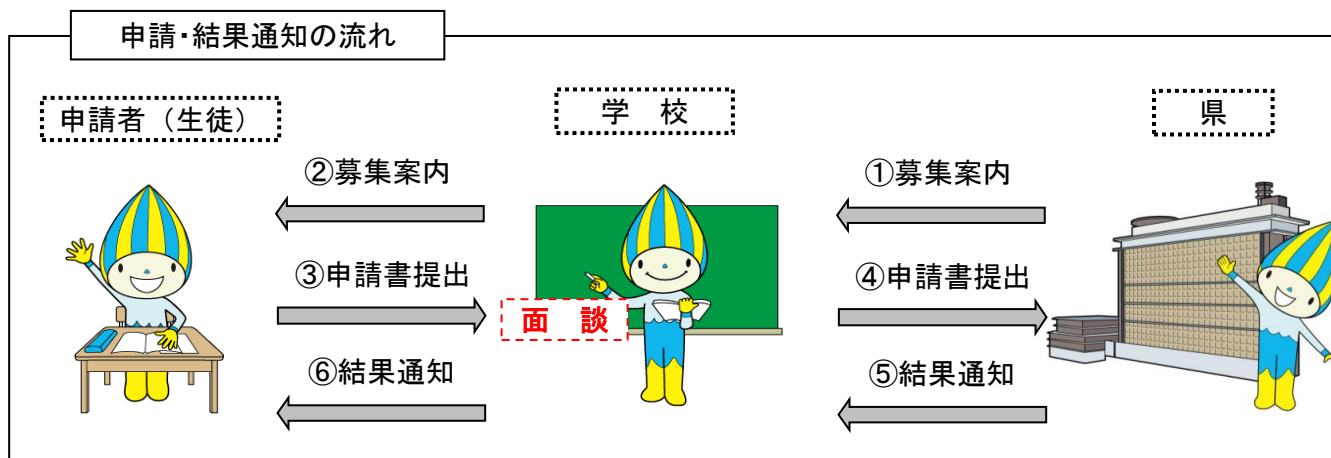 申請・結果通知の流れ
申請者（生徒）
学　校
県
②募集案内
①募集案内
③申請書提出
④申請書提出
面　談
⑥結果通知
⑤結果通知